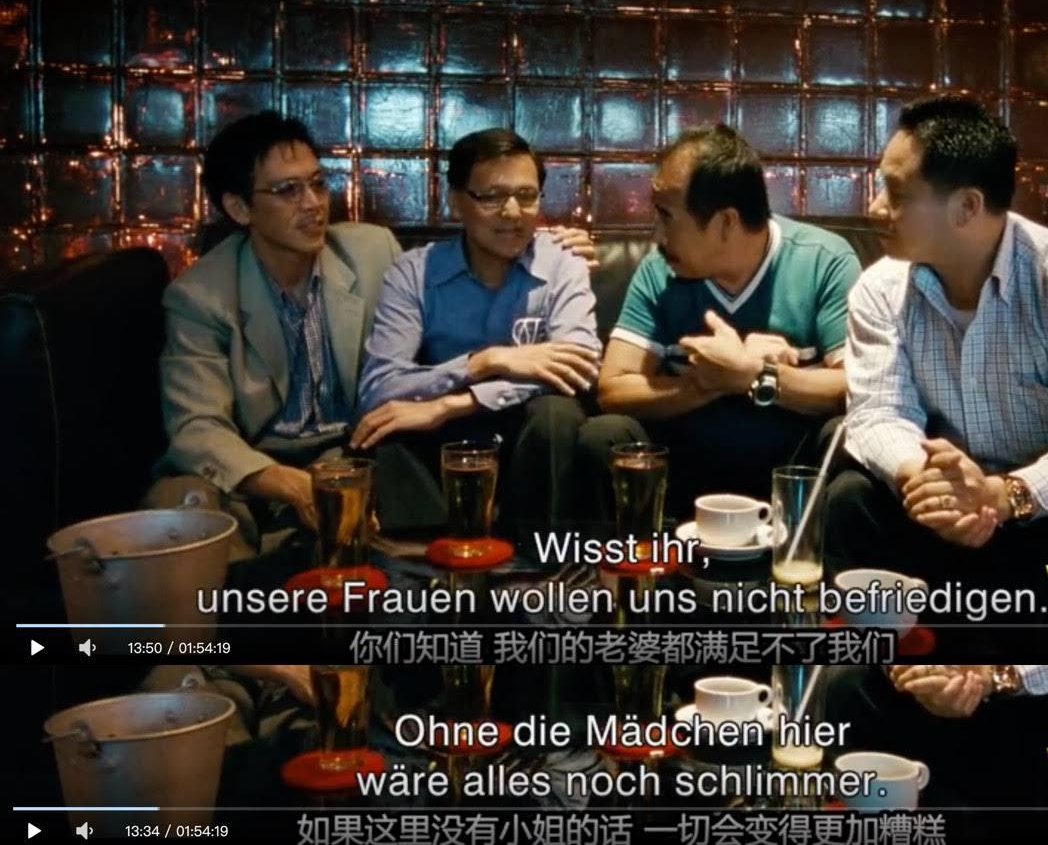 Wisst ihr,
unsere Frauen wollen uns nicht befriedigen.
13:50 / 01:54:19
你们知道 我们的老婆都满足不了我们
Ohne die Mädchen hier
wäre alles noch schlimmer.
13:34 / 01:54:19
如果这里没有小姐的话 一切会变得更加糟糕